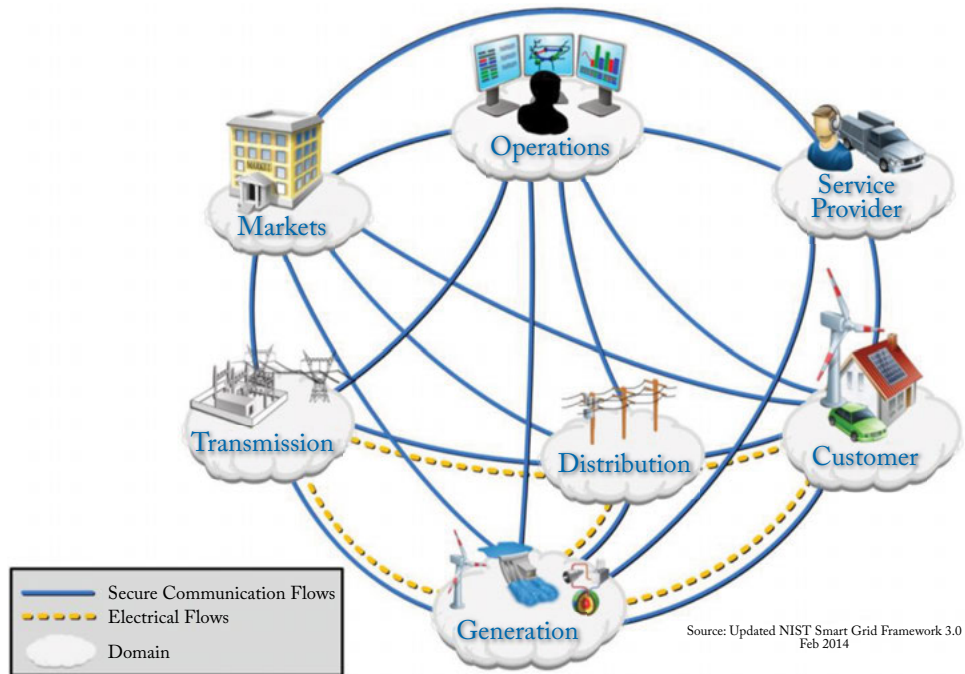 Operations
MARKET
Markets
Service
Provider
Transmission
Distribution
Customer
Generation
Secure Communication Flows
Electrical Flows
Domain
Source: Updated NIST Smart Grid Framework 3.0
Feb 2014